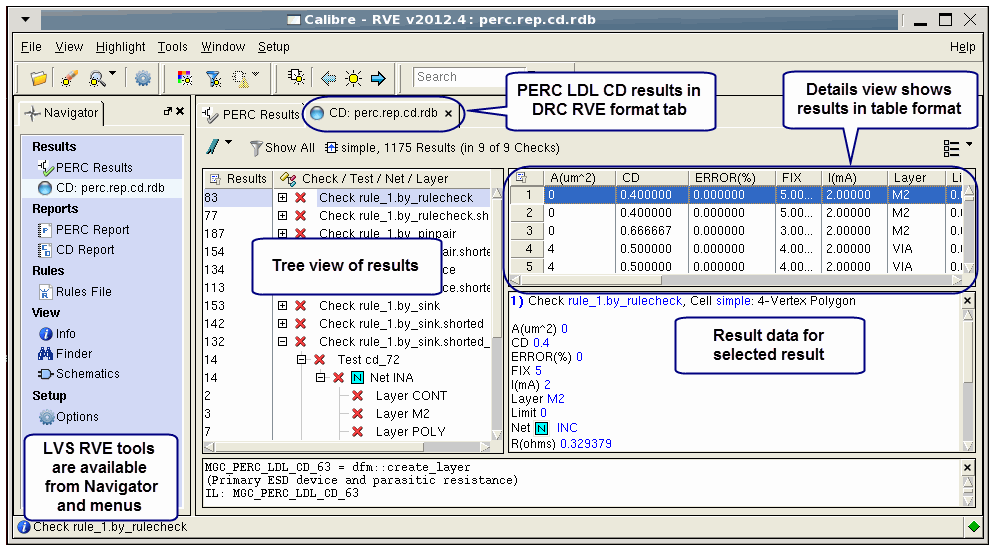 Calibre - RVE v2012.4 : perc.rep.cd.rdb
File View Highlight Tools Window Setup Help
Search
PERC LDL CD results in
DRC RVE format tab
Details view shows
results in table format
Navigator
Results
PERC Results
CD: perc.rep.cd.rdb
Reports
PERC Report
CD Report
Rules
Rules File
View
Info
Finder
Schematics
Setup
Options
LVS RVE tools
are available
from Navigator
and menus
PERC Results CD: perc.rep.cd.rdb
Show All simple, 1175 Results (in 9 of 9 Checks)
Results Check / Test / Net / Layer
83 Check rule_1.by_rulecheck
77 Check rule_1.by_rulecheck.sh
187 Check rule_1.by_pinpair
154 air.shorte
134 ce
113 ce.shorte
153 Check rule_1.by_sink
142 Check rule_1.by_sink.shorted
132 Check rule_1.by_sink.shorted_
14 Test cd_72
14 N Net INA
2 Layer CONT
3 Layer M2
7 Layer POLY
Tree view of results
A(um^2) CD ERROR(%) FIX I(mA) Layer Li
1 0 0.400000 0.000000 5.00... 2.00000 M2 0.
2 0 0.400000 0.000000 5.00... 2.00000 M2 0.
3 0 0.666667 0.000000 3.00... 2.00000 M2 0.
4 4 0.500000 0.000000 4.00... 2.00000 VIA 0.
5 4 0.500000 0.000000 4.00... 2.00000 VIA 0.
1) Check rule_1.by_rulecheck, Cell simple: 4-Vertex Polygon
A(um^2) 0
CD 0.4
ERROR(%) 0
FIX 5
I(mA) 2
Layer M2
Limit 0
Net N INC
R(ohms) 0.329379
Result data for
selected result
MGC_PERC_LDL_CD_63 = dfm::create_layer
(Primary ESD device and parasitic resistance)
IL: MGC_PERC_LDL_CD_63
Check rule_1.by_rulecheck